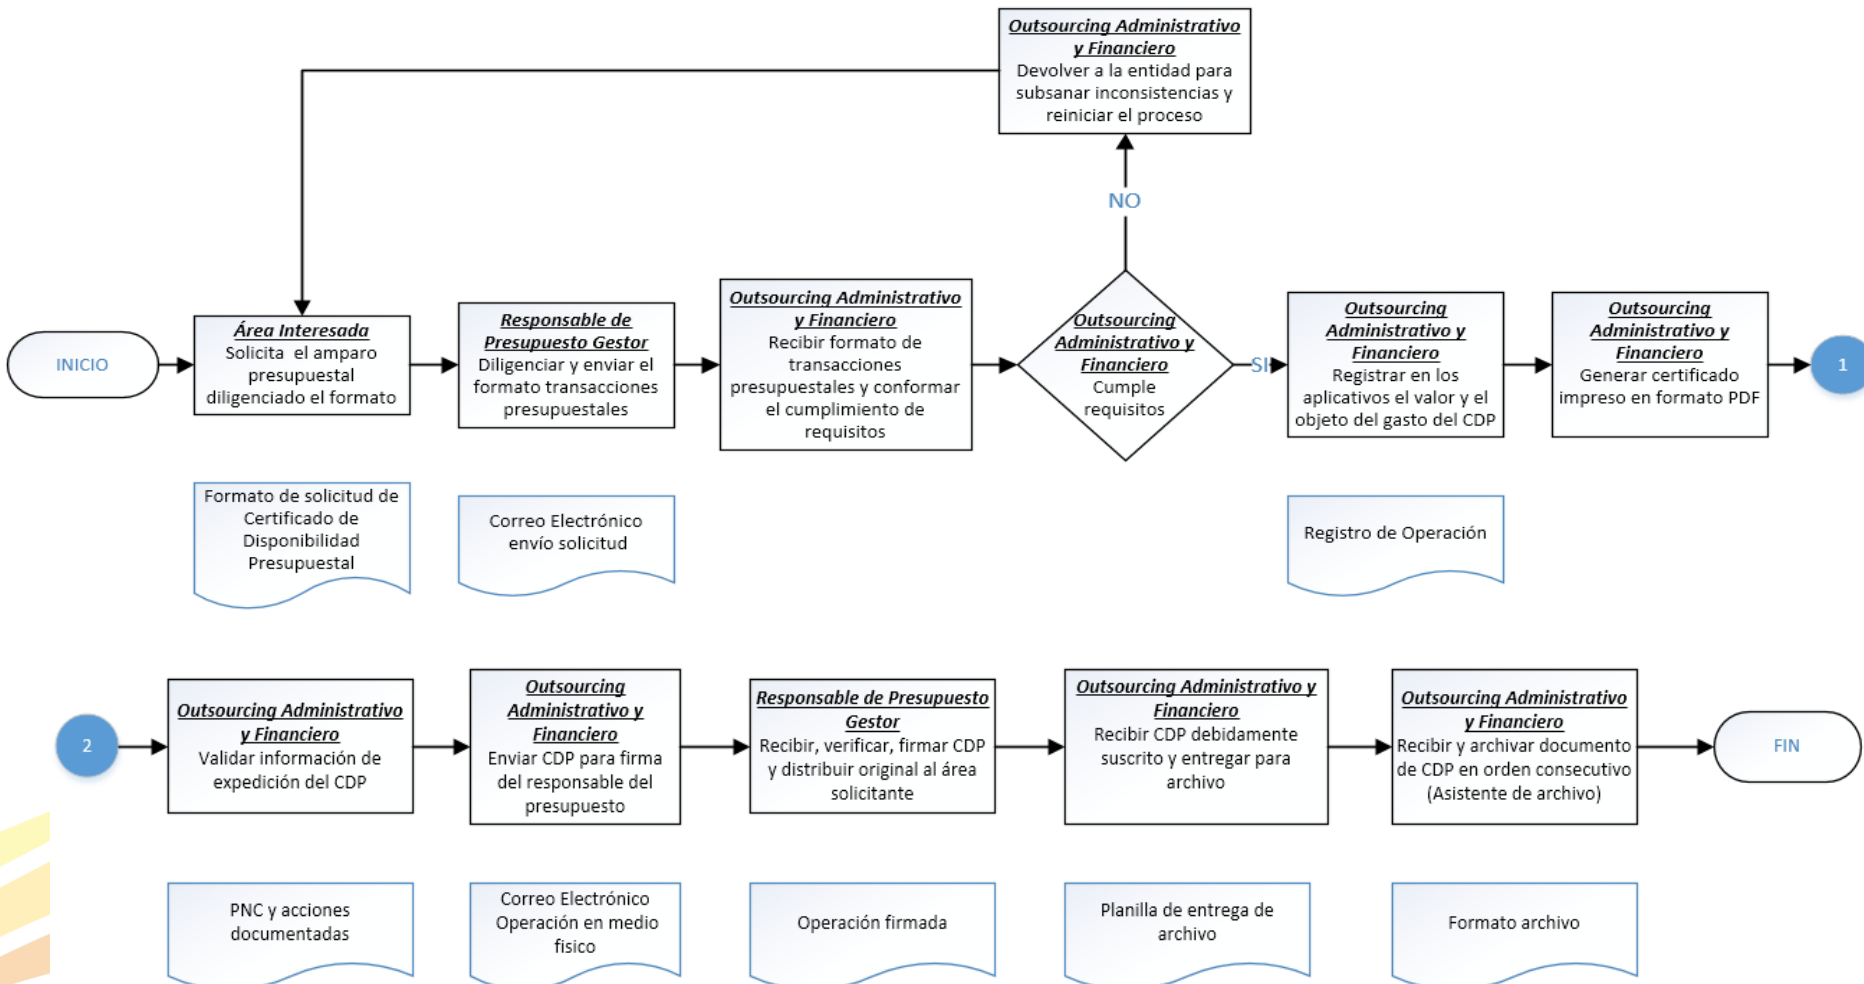 Outsourcing Administrativo
y Financiero
Devolver a la entidad para
subsanar inconsistencias y
reiniciar el proceso
NO
INICIO
Área Interesada
Solicita el amparo
presupuestal
diligenciado el formato
Responsable de
Presupuesto Gestor
Diligenciar y enviar el
formato transacciones
presupuestales
Outsourcing Administrativo
y Financiero
Recibir formato de
transacciones
presupuestales y conformar
el cumplimiento de
requisitos
Outsourcing
Administrativo y
Financiero
Cumple
requisitos
SI
Outsourcing
Administrativo y
Financiero
Registrar en los
aplicativos el valor y el
objeto del gasto del CDP
Outsourcing
Administrativo y
Financiero
Generar certificado
impreso en formato PDF
1
Formato de solicitud de
Certificado de
Disponibilidad
Presupuestal
Correo Electrónico
envío solicitud
Registro de Operación
2
Outsourcing Administrativo
y Financiero
Validar información de
expedición del CDP
Outsourcing
Administrativo y
Financiero
Enviar CDP para firma
del responsable del
presupuesto
Responsable de Presupuesto
Gestor
Recibir, verificar, firmar CDP
y distribuir original al área
solicitante
Outsourcing Administrativo y
Financiero
Recibir CDP debidamente
suscrito y entregar para
archivo
Outsourcing Administrativo
y Financiero
Recibir y archivar documento
de CDP en orden consecutivo
(Asistente de archivo)
FIN
PNC y acciones
documentadas
Correo Electrónico
Operación en medio
fisico
Operación firmada
Planilla de entrega de
archivo
Formato archivo